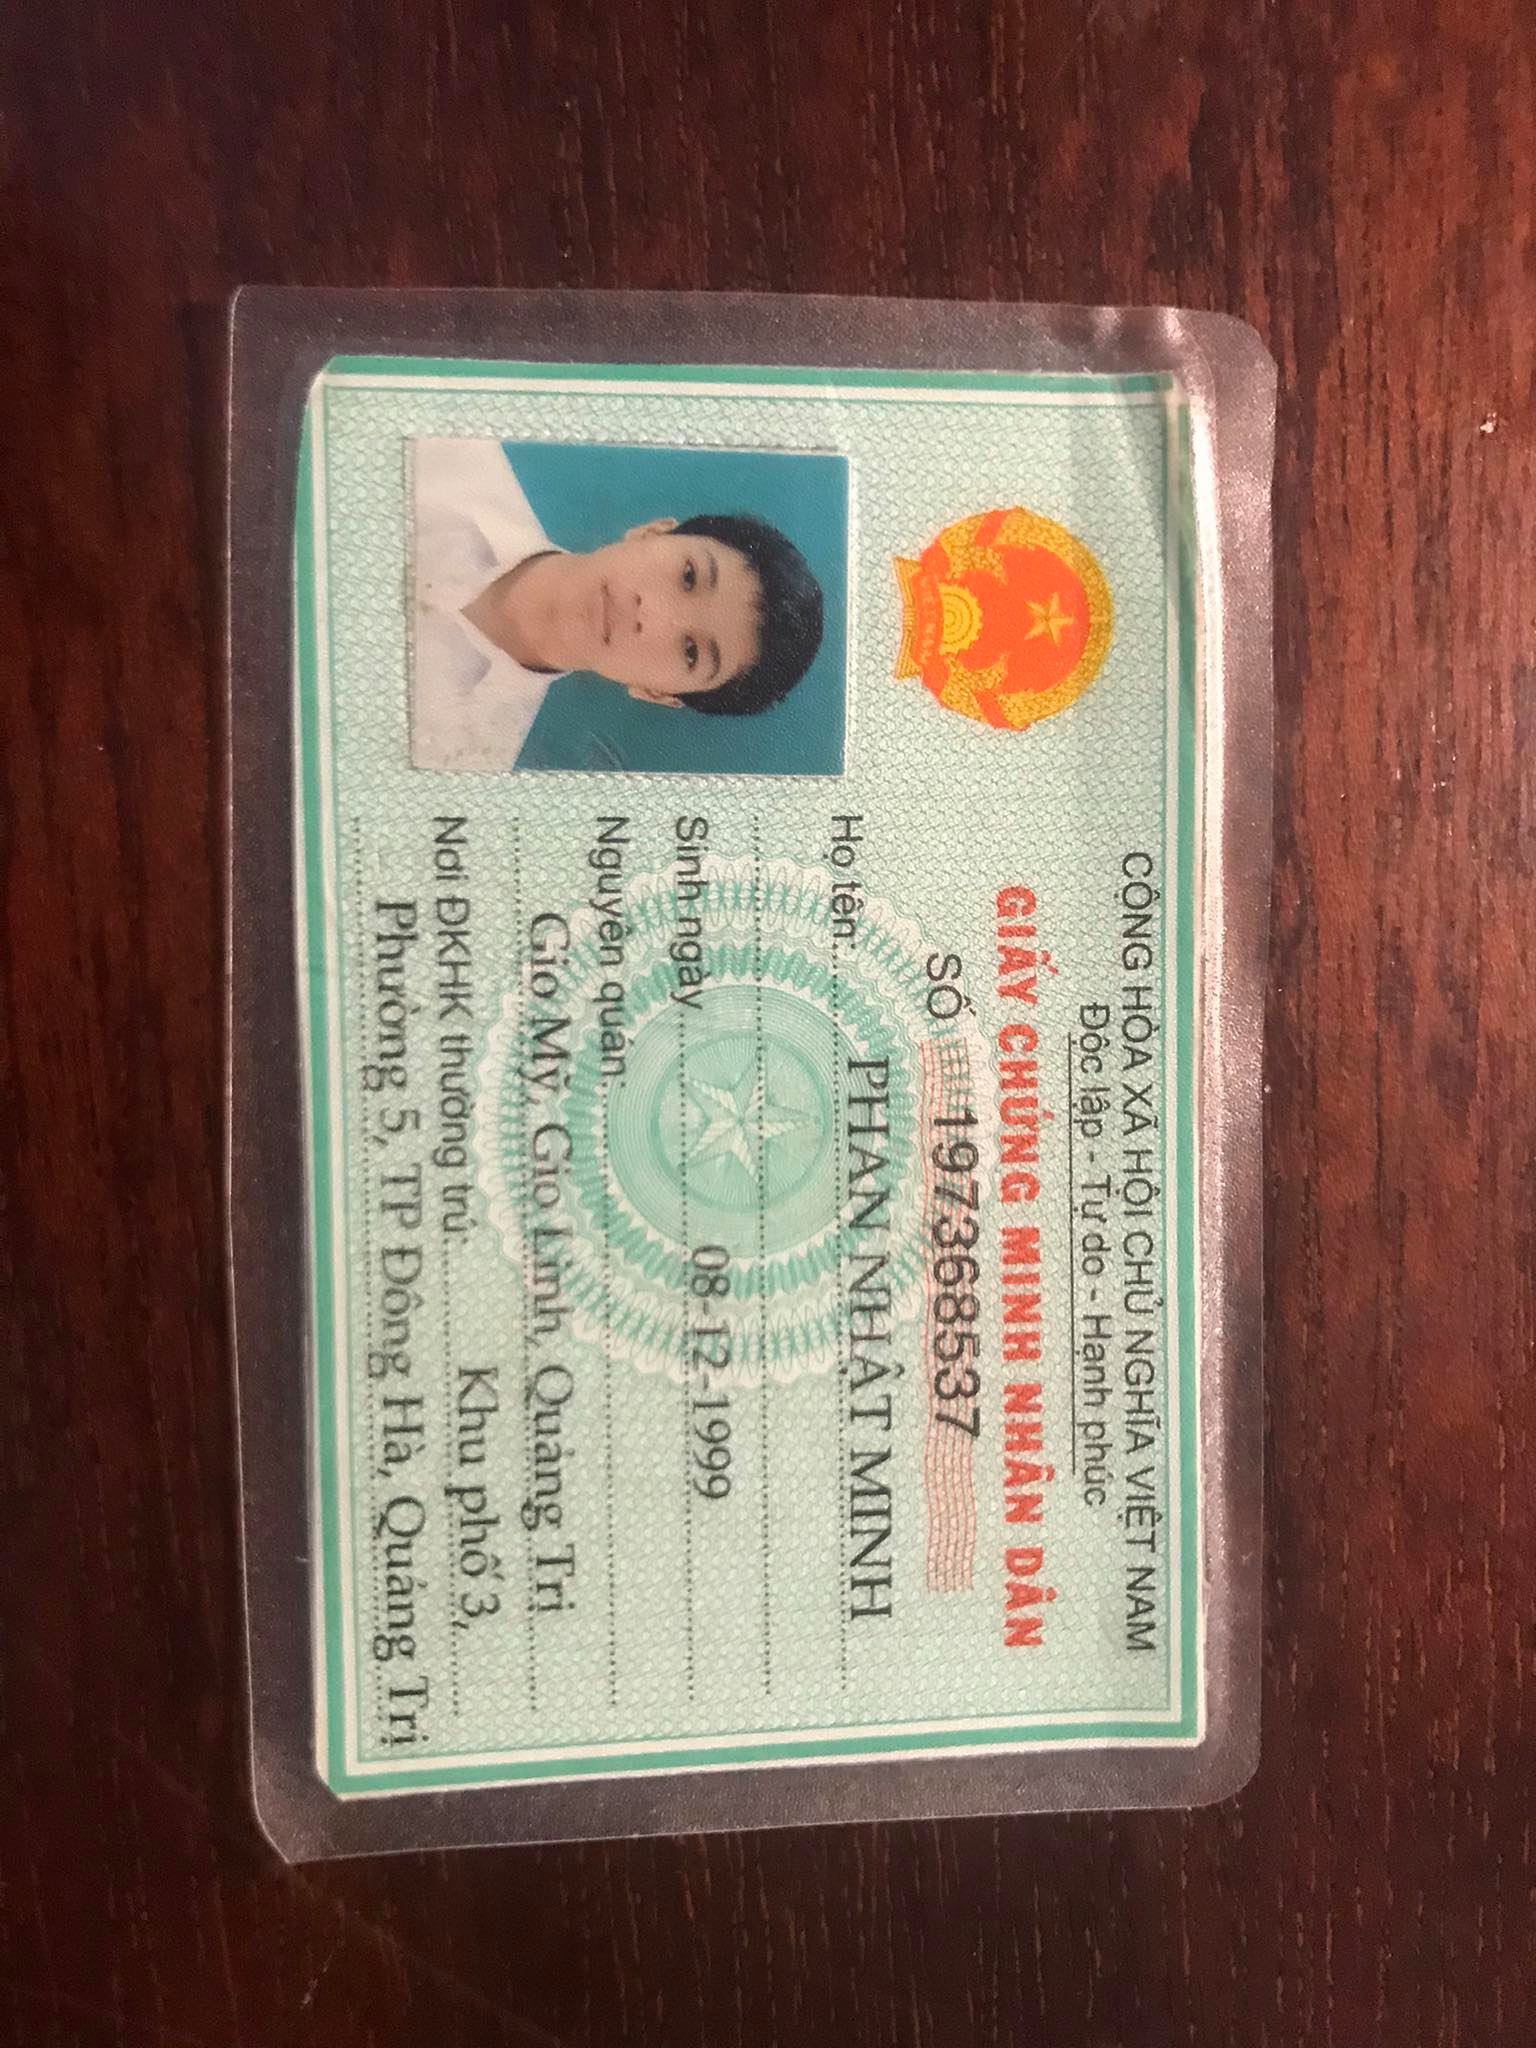 CỘNG HÒA XÃ HỘI CHỦ NGHĨA VIỆT NAM
Độc lập - Tự do - Hạnh phúc
GIẤY CHỨNG MINH NHÂN DÂN
SỐ 197368537
Họ tên: PHAN NHẬT MINH
Sinh ngày 08-12-1999
Nguyên quán:
Gio Mỹ, Gio Linh, Quảng Trị
Nơi ĐKHK thường trú: Khu phố 3,
Phường 5, TP Đông Hà, Quảng Trị
VIỆT NAM